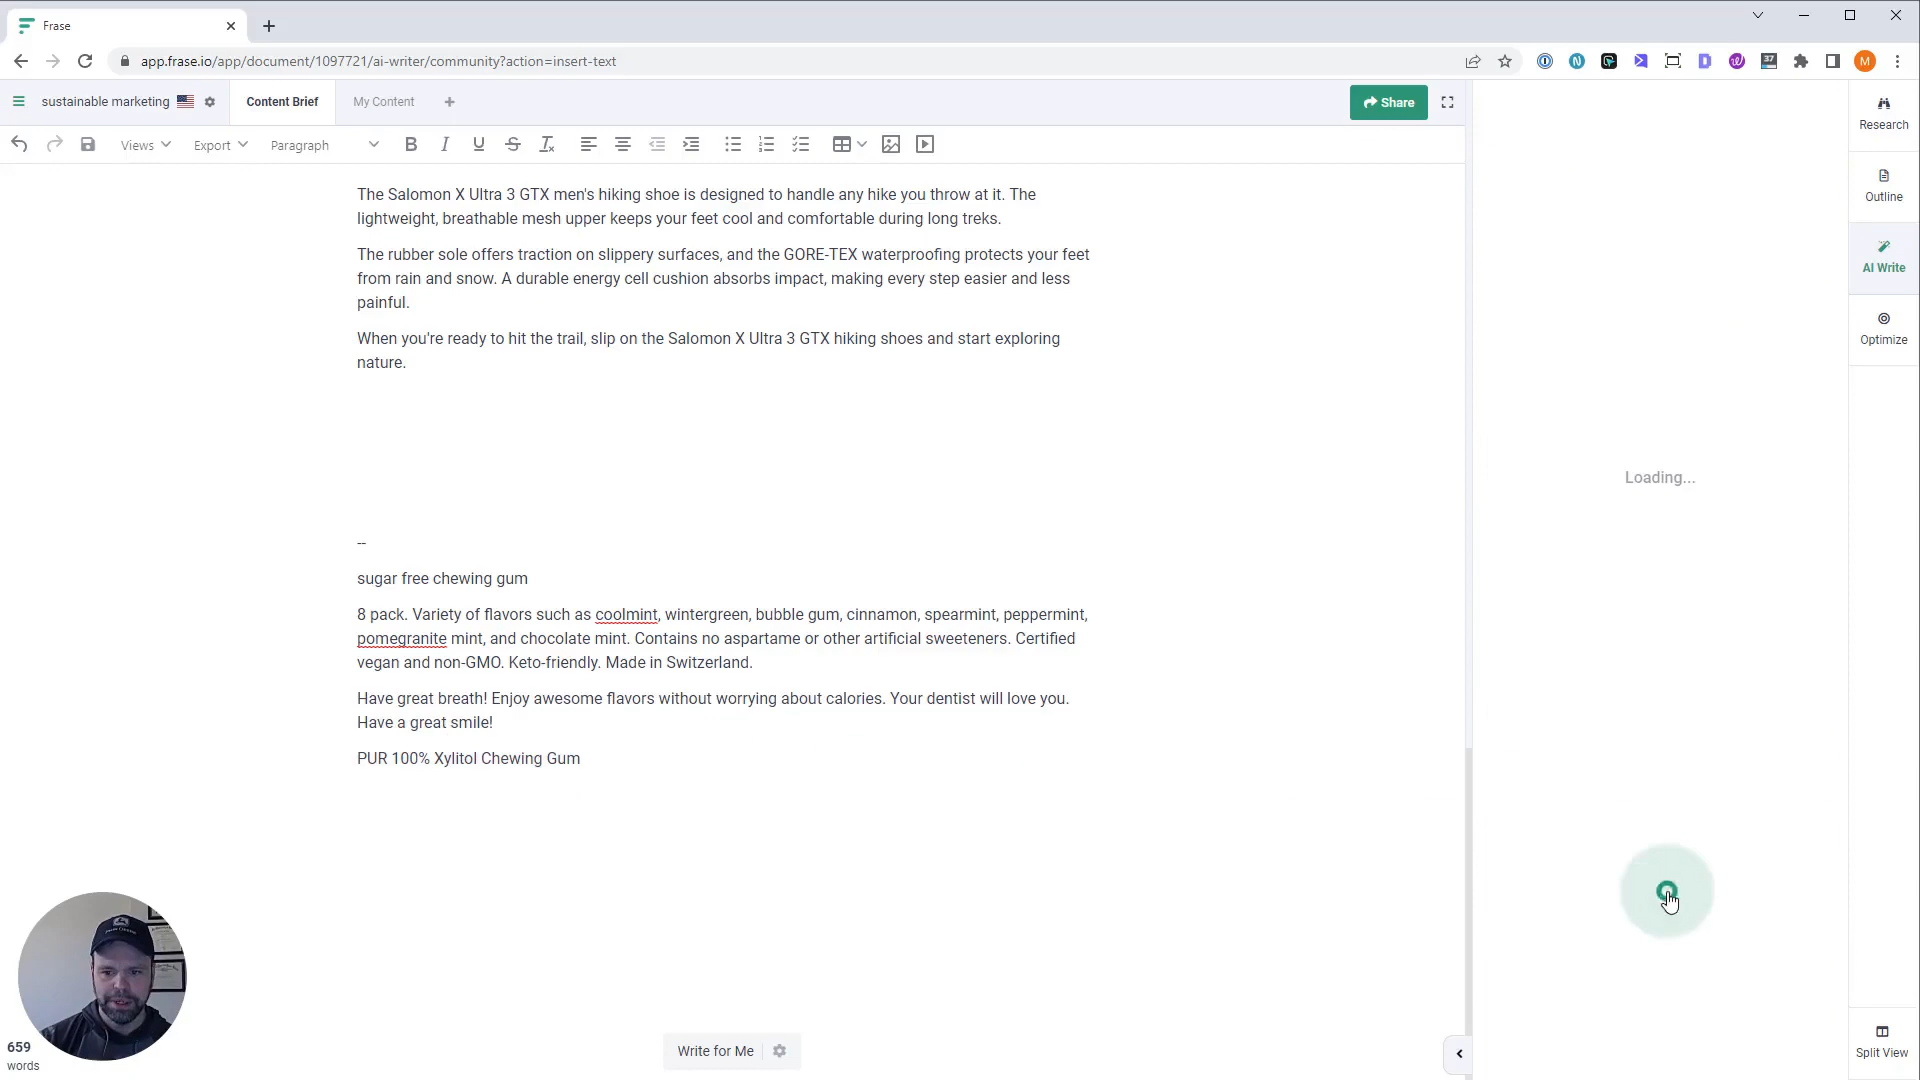 Frase
app.frase.io/app/document/1097721/ai-writer/community?action=insert-text
37
M
sustainable marketing
Content Brief
My Content
Share
Views
Export
Paragraph
B
I
U
S
The Salomon X Ultra 3 GTX men's hiking shoe is designed to handle any hike you throw at it. The
lightweight, breathable mesh upper keeps your feet cool and comfortable during long treks.
The rubber sole offers traction on slippery surfaces, and the GORE-TEX waterproofing protects your feet
from rain and snow. A durable energy cell cushion absorbs impact, making every step easier and less
painful.
When you're ready to hit the trail, slip on the Salomon X Ultra 3 GTX hiking shoes and start exploring
nature.
--
sugar free chewing gum
8 pack. Variety of flavors such as coolmint, wintergreen, bubble gum, cinnamon, spearmint, peppermint,
pomegranite mint, and chocolate mint. Contains no aspartame or other artificial sweeteners. Certified
vegan and non-GMO. Keto-friendly. Made in Switzerland.
Have great breath! Enjoy awesome flavors without worrying about calories. Your dentist will love you.
Have a great smile!
PUR 100% Xylitol Chewing Gum
Loading...
Research
Outline
AI Write
Optimize
Split View
Write for Me
659
words